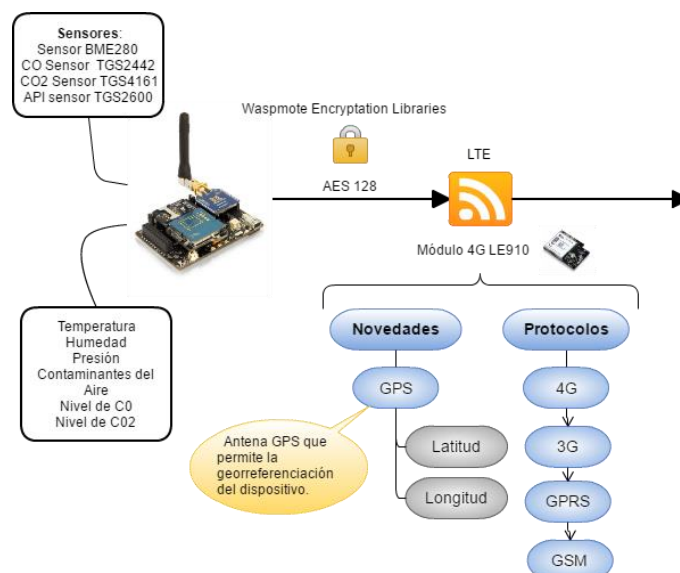 Sensores:
Sensor BME280
CO Sensor TGS2442
CO2 Sensor TGS4161
API sensor TGS2600
Waspmote Encryptation Libraries
LTE
AES 128
Módulo 4G LE910
Temperatura
Humedad
Presión
Contaminantes del
Aire
Nivel de C0
Nivel de C02
Novedades
Protocolos
GPS
4G
Antena GPS que
permite la
georreferenciación
del dispositivo.
Latitud
3G
Longitud
GPRS
GSM